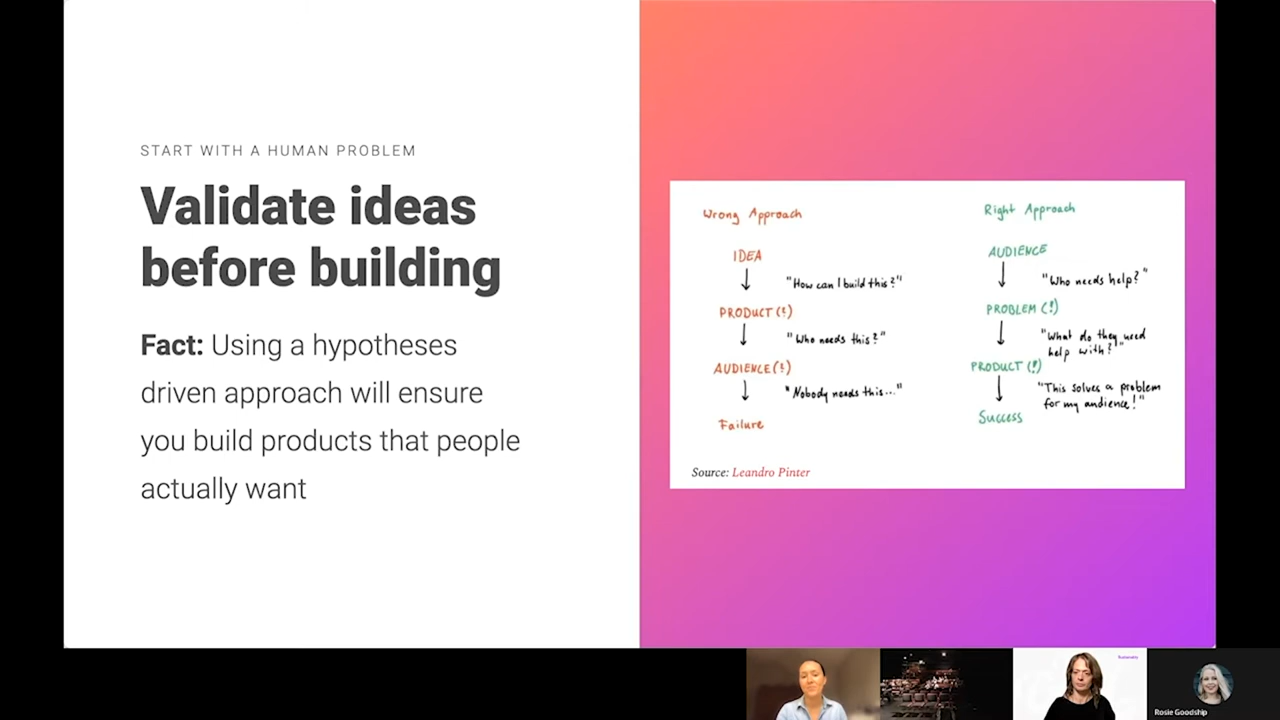 START WITH A HUMAN PROBLEM
Validate ideas
before building
Fact: Using a hypotheses
driven approach will ensure
you build products that people
actually want
Wrong Approach
IDEA
"How can I build this?"
PRODUCT(!)
"Who needs this?"
AUDIENCE(!)
"Nobody needs this..."
Failure
Right Approach
AUDIENCE
"Who needs help?"
PROBLEM(!)
"What do they need
help with?"
PRODUCT(!)
"This solves a problem
for my audience!"
Success
Source: Leandro Pinter
Rosie Goodship